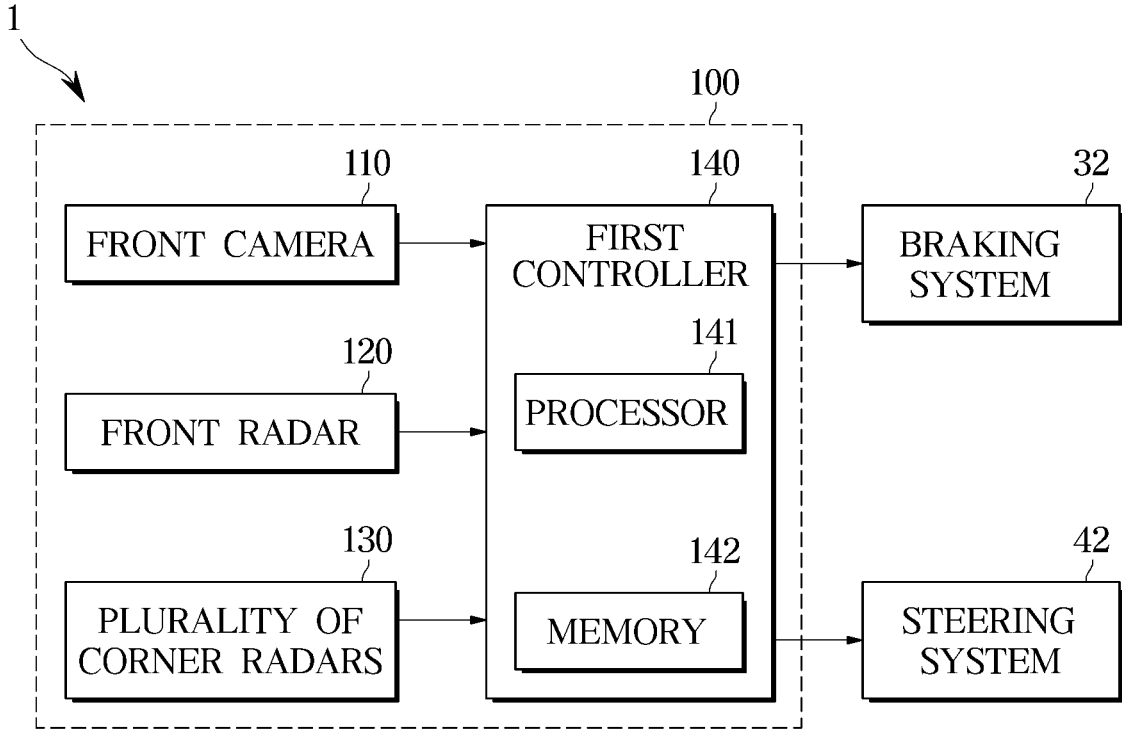 1
100
110
140
32
FRONT CAMERA
FIRST
CONTROLLER
BRAKING
SYSTEM
120
141
FRONT RADAR
PROCESSOR
130
142
42
PLURALITY OF
CORNER RADARS
MEMORY
STEERING
SYSTEM